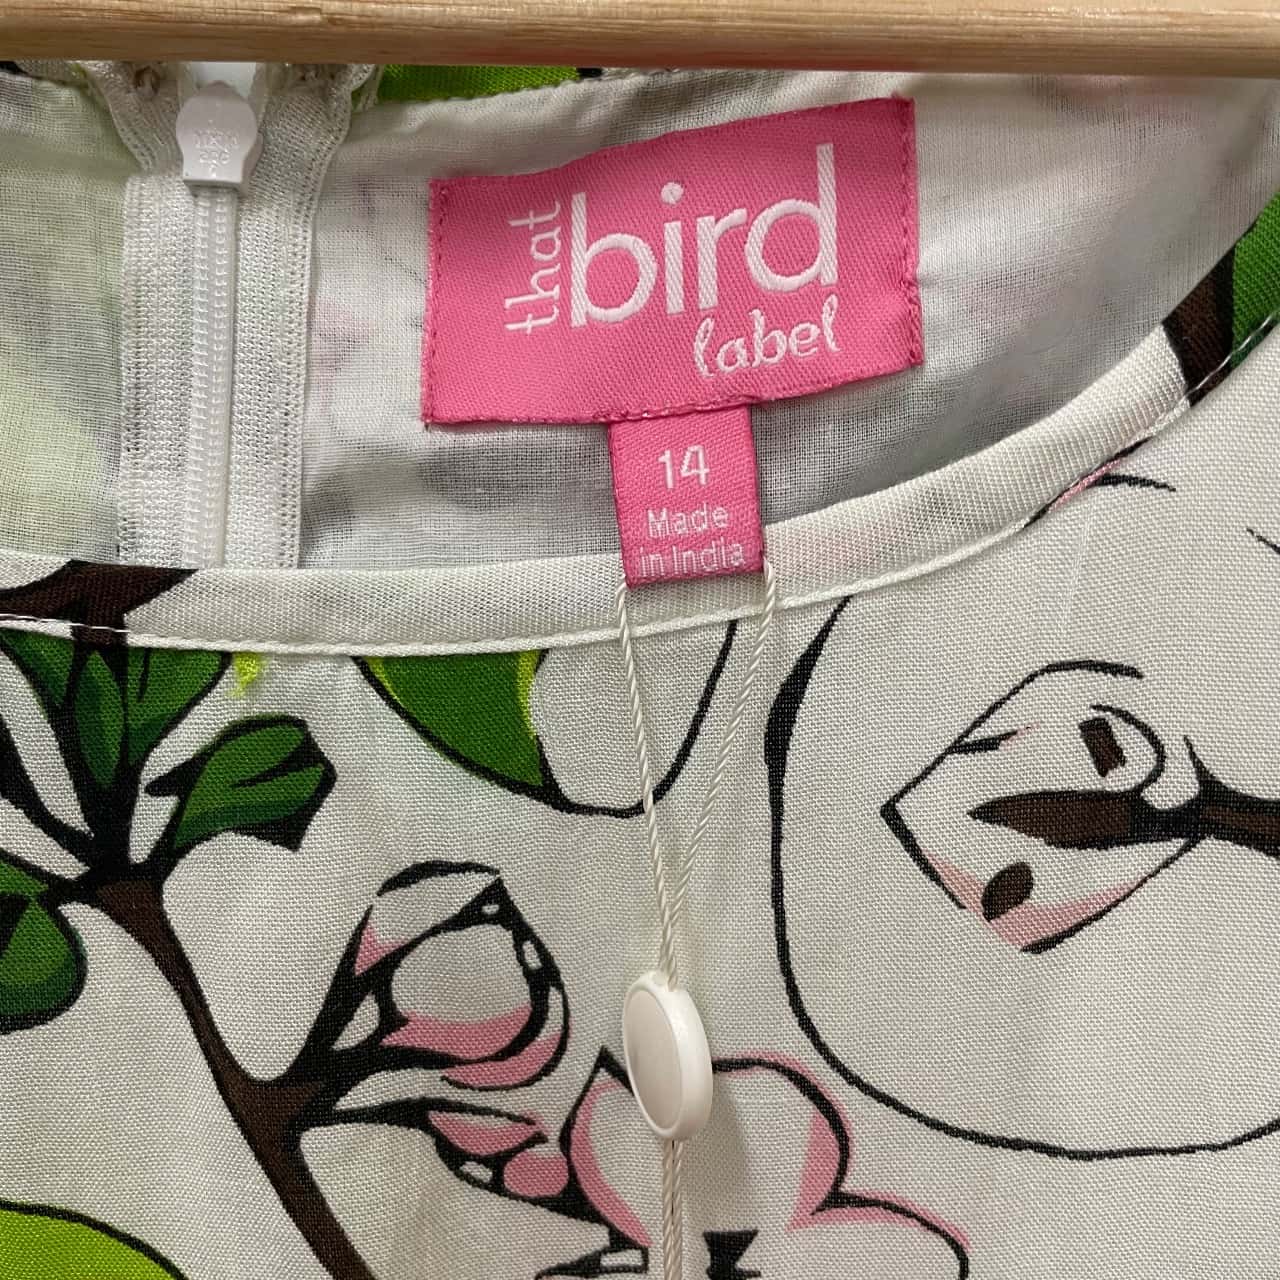 that
bird
label
14
Made
in India